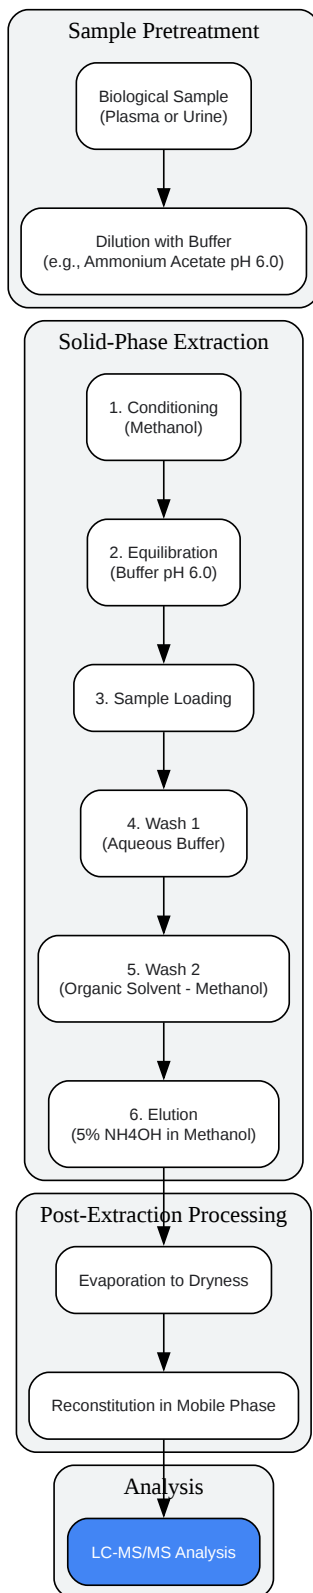 Sample Pretreatment
Biological Sample
(Plasma or Urine)
Dilution with Buffer
(e.g., Ammonium Acetate pH 6.0)
Solid-Phase Extraction
1. Conditioning
(Methanol)
2. Equilibration
(Buffer pH 6.0)
3. Sample Loading
4. Wash 1
(Aqueous Buffer)
5. Wash 2
(Organic Solvent - Methanol)
6. Elution
(5% NH4OH in Methanol)
Post-Extraction Processing
Evaporation to Dryness
Reconstitution in Mobile Phase
Analysis
LC-MS/MS Analysis